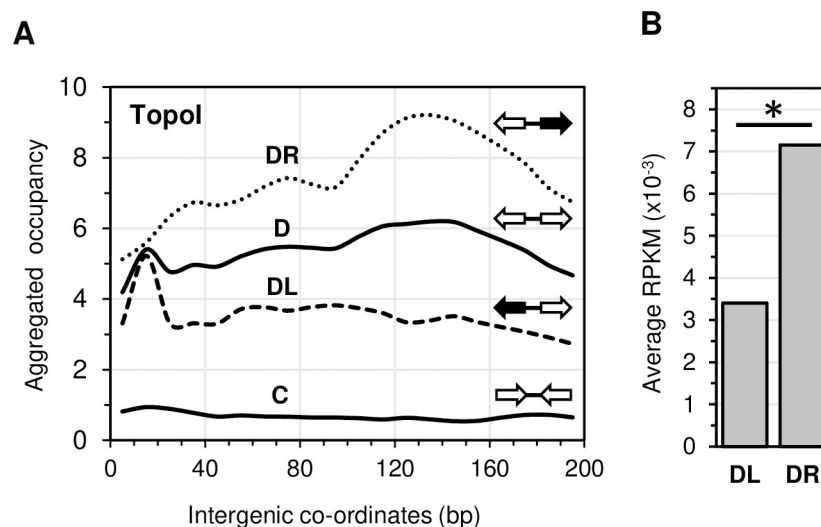 A
B
TopoI
DR
D
DL
C
10
8
6
4
2
0
0
40
80
120
160
200
Aggregated occupancy
Intergenic co-ordinates (bp)
*
8
7
6
5
4
3
2
1
0
Average RPKM (x10⁻³)
DL
DR